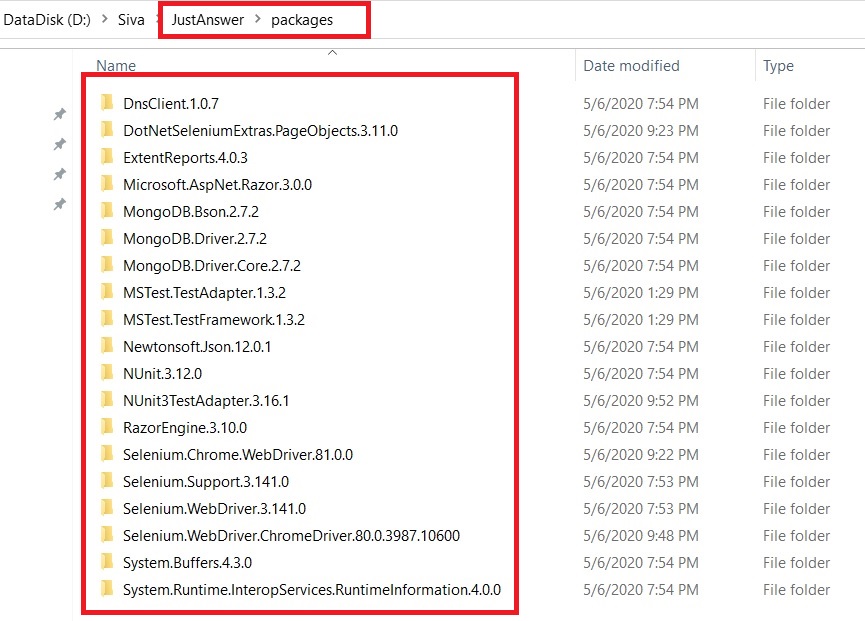 DataDisk (D:) > Siva > JustAnswer > packages
Name Date modified Type
DnsClient.1.0.7 5/6/2020 7:54 PM File folder
DotNetSeleniumExtras.PageObjects.3.11.0 5/6/2020 9:23 PM File folder
ExtentReports.4.0.3 5/6/2020 7:54 PM File folder
Microsoft.AspNet.Razor.3.0.0 5/6/2020 7:54 PM File folder
MongoDB.Bson.2.7.2 5/6/2020 7:54 PM File folder
MongoDB.Driver.2.7.2 5/6/2020 7:54 PM File folder
MongoDB.Driver.Core.2.7.2 5/6/2020 7:54 PM File folder
MSTest.TestAdapter.1.3.2 5/6/2020 1:29 PM File folder
MSTest.TestFramework.1.3.2 5/6/2020 1:29 PM File folder
Newtonsoft.Json.12.0.1 5/6/2020 7:54 PM File folder
NUnit.3.12.0 5/6/2020 7:54 PM File folder
NUnit3TestAdapter.3.16.1 5/6/2020 9:52 PM File folder
RazorEngine.3.10.0 5/6/2020 7:54 PM File folder
Selenium.Chrome.WebDriver.81.0.0 5/6/2020 9:22 PM File folder
Selenium.Support.3.141.0 5/6/2020 7:53 PM File folder
Selenium.WebDriver.3.141.0 5/6/2020 7:53 PM File folder
Selenium.WebDriver.ChromeDriver.80.0.3987.10600 5/6/2020 9:48 PM File folder
System.Buffers.4.3.0 5/6/2020 7:54 PM File folder
System.Runtime.InteropServices.RuntimeInformation.4.0.0 5/6/2020 7:54 PM File folder